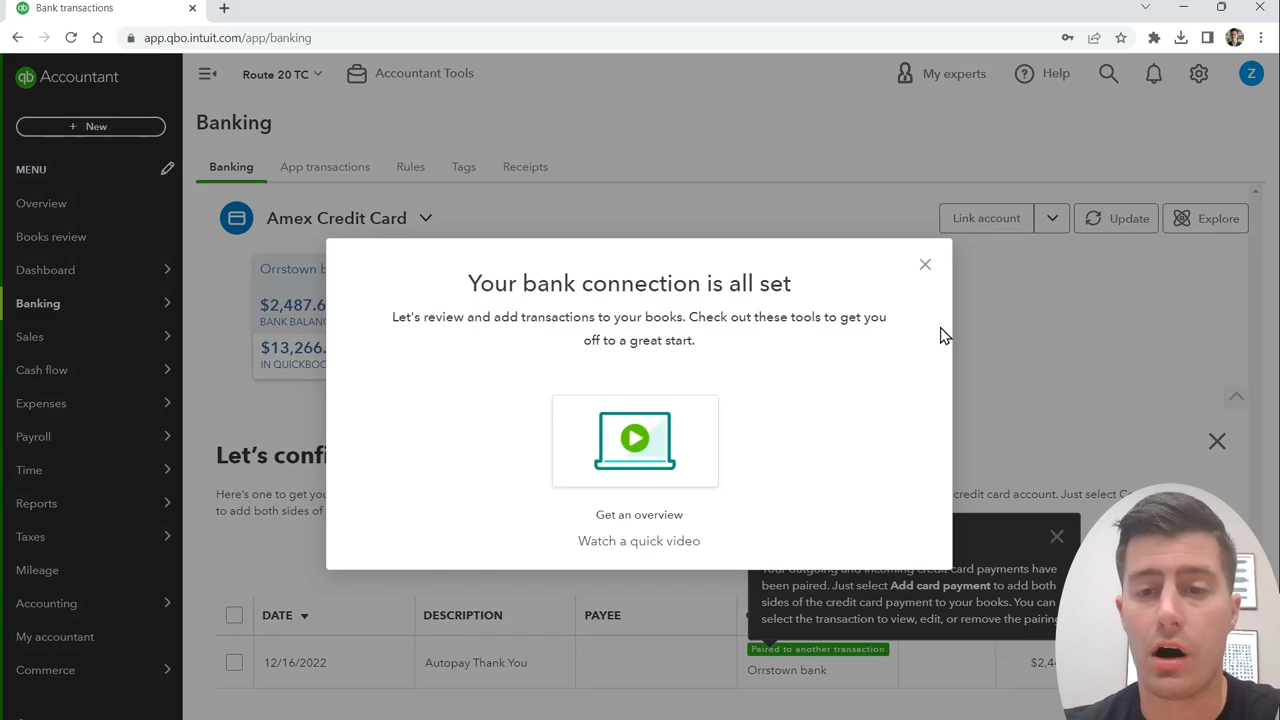 Bank transactions
app.qbo.intuit.com/app/banking
qb Accountant
Route 20 TC
Accountant Tools
My experts
Help
Z
+ New
Banking
MENU
Banking
App transactions
Rules
Tags
Receipts
Overview
Books review
Dashboard
Banking
Sales
Cash flow
Expenses
Payroll
Time
Reports
Taxes
Mileage
Accounting
My accountant
Commerce
Amex Credit Card
Link account
Update
Explore
Orrstown b
$2,487.6
BANK BALANC
$13,266.
IN QUICKBOO
Your bank connection is all set
Let's review and add transactions to your books. Check out these tools to get you
off to a great start.
Get an overview
Watch a quick video
Let's confi
Here's one to get you
credit card account. Just select C
to add both sides of
Your outgoing and incoming credit card payments have
been paired. Just select Add card payment to add both
sides of the credit card payment to your books. You can
select the transaction to view, edit, or remove the pairing
DATE
DESCRIPTION
PAYEE
12/16/2022
Autopay Thank You
Paired to another transaction
Orrstown bank
$2,4